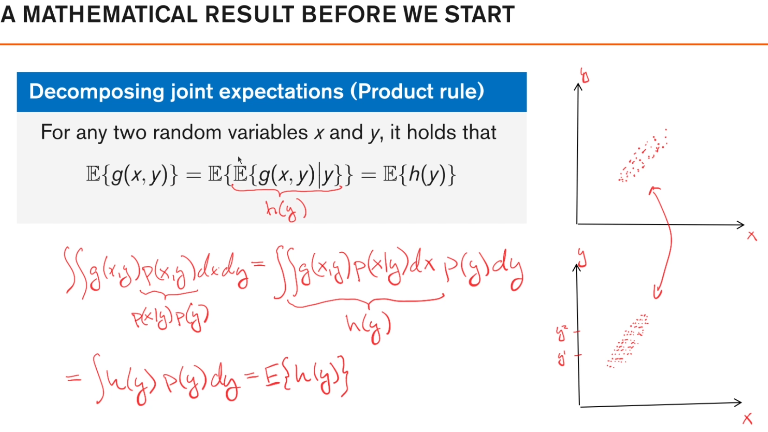 A MATHEMATICAL RESULT BEFORE WE START
Decomposing joint expectations (Product rule)
For any two random variables x and y, it holds that
𝔼{g(x, y)} = 𝔼{𝔼{g(x, y)|y}} = 𝔼{h(y)}
h(y)
∫∫g(x,y)p(x,y)dxdy = ∫∫g(x,y)p(x|y)dx p(y)dy
p(x|y)p(y)
h(y)
= ∫h(y)p(y)dy = E{h(y)}
x
y
y²
y¹
x